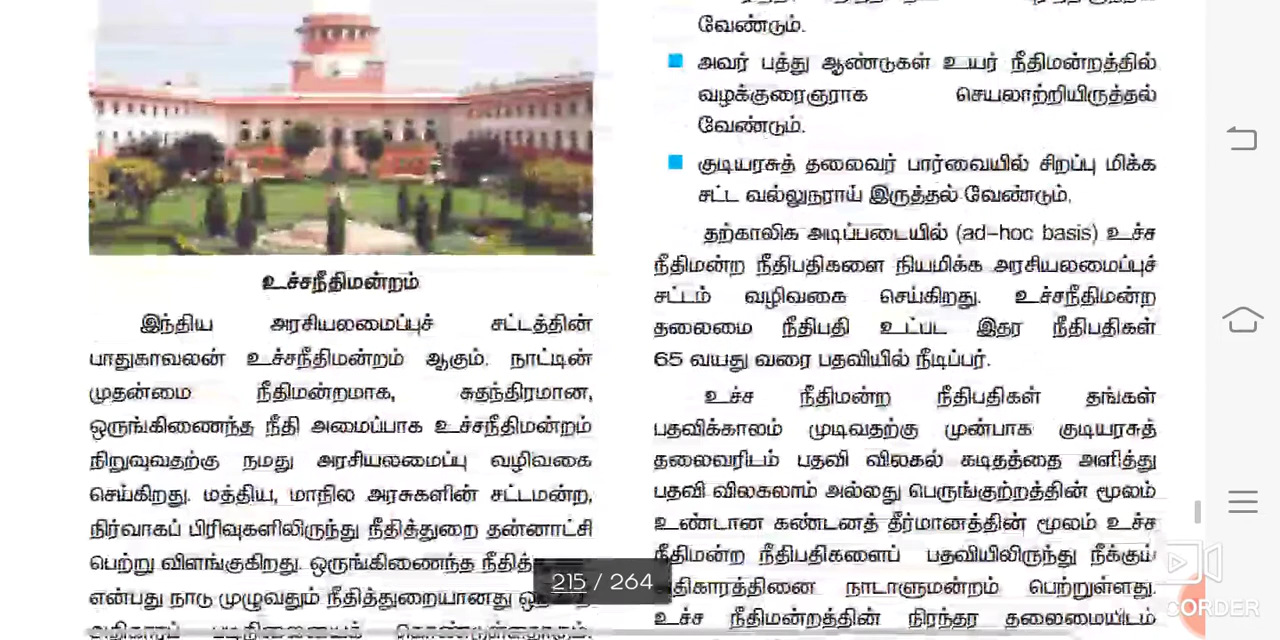 உச்சநீதிமன்றம்
இந்திய அரசியலமைப்புச் சட்டத்தின்
பாதுகாவலன் உச்சநீதிமன்றம் ஆகும். நாட்டின்
முதன்மை நீதிமன்றமாக, சுதந்திரமான,
ஒருங்கிணைந்த நீதி அமைப்பாக உச்சநீதிமன்றம்
நிறுவுவதற்கு நமது அரசியலமைப்பு வழிவகை
செய்கிறது. மத்திய, மாநில அரசுகளின் சட்டமன்ற,
நிர்வாகப் பிரிவுகளிலிருந்து நீதித்துறை தன்னாட்சி
பெற்று விளங்குகிறது. ஒருங்கிணைந்த
என்பது நாடு முழுவதும் நீதித்துறையானது
வேண்டும்.
அவர் பத்து ஆண்டுகள் உயர் நீதிமன்றத்தில்
வழக்குரைஞராக செயலாற்றியிருத்தல்
வேண்டும்.
குடியரசுத் தலைவர் பார்வையில் சிறப்பு மிக்க
சட்ட வல்லுநராய் இருத்தல் வேண்டும்.
தற்காலிக அடிப்படையில் (ad-hoc basis) உச்ச
நீதிமன்ற நீதிபதிகளை நியமிக்க அரசியலமைப்புச்
சட்டம் வழிவகை செய்கிறது. உச்சநீதிமன்ற
தலைமை நீதிபதி உட்பட இதர நீதிபதிகள்
65 வயது வரை பதவியில் நீடிப்பர்.
உச்ச நீதிமன்ற நீதிபதிகள் தங்கள்
பதவிக்காலம் முடிவதற்கு முன்பாக குடியரசுத்
தலைவரிடம் பதவி விலகல் கடிதத்தை அளித்து
பதவி விலகலாம் அல்லது பெருங்குற்றத்தின் மூலம்
உண்டான கண்டனத் தீர்மானத்தின் மூலம் உச்ச
நீதிமன்ற நீதிபதிகளைப் பதவியிலிருந்து நீக்கும்
நாடாளுமன்றம் பெற்றுள்ளது.
உச்ச நீதிமன்றத்தின் நிரந்தர தலைமையிடம்
215 / 264
CORDER